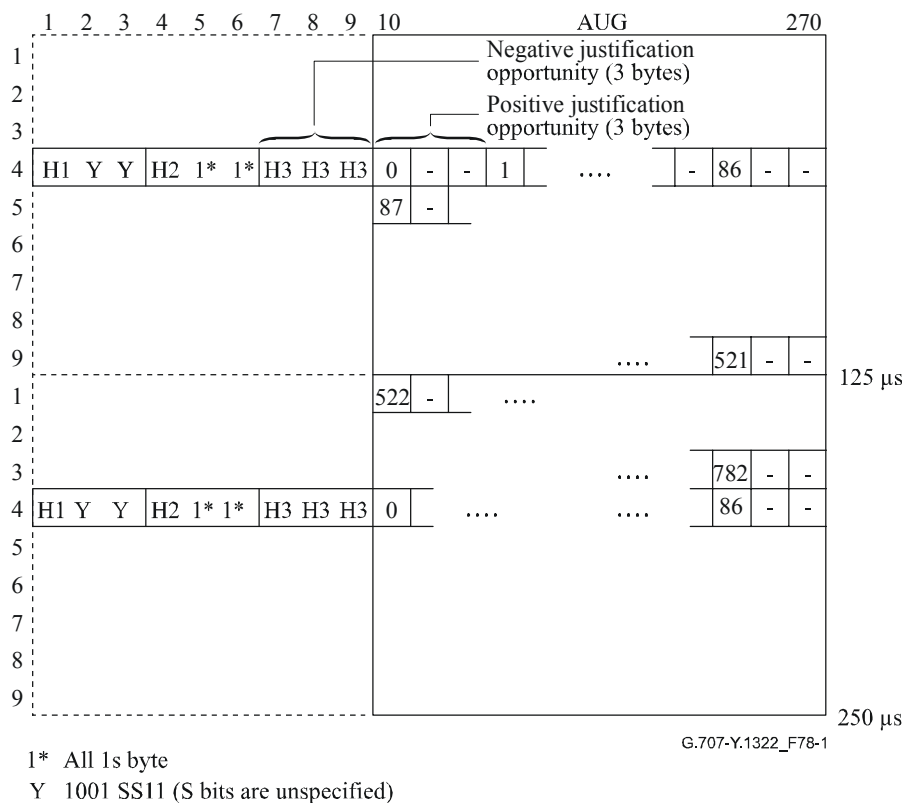 1 2 3 4 5 6 7 8 9 10 AUG 270
1
Negative justification
opportunity (3 bytes)
2
Positive justification
opportunity (3 bytes)
3
4 H1 Y Y H2 1* 1* H3 H3 H3 0 - - 1 .... - 86 - -
5 87 -
6
7
8
9 .... 521 - -
125 µs
1 522 - ....
2
3 .... 782 - -
4 H1 Y Y H2 1* 1* H3 H3 H3 0 .... .... 86 - -
5
6
7
8
9
250 µs
G.707-Y.1322_F78-1
1* All 1s byte
Y 1001 SS11 (S bits are unspecified)